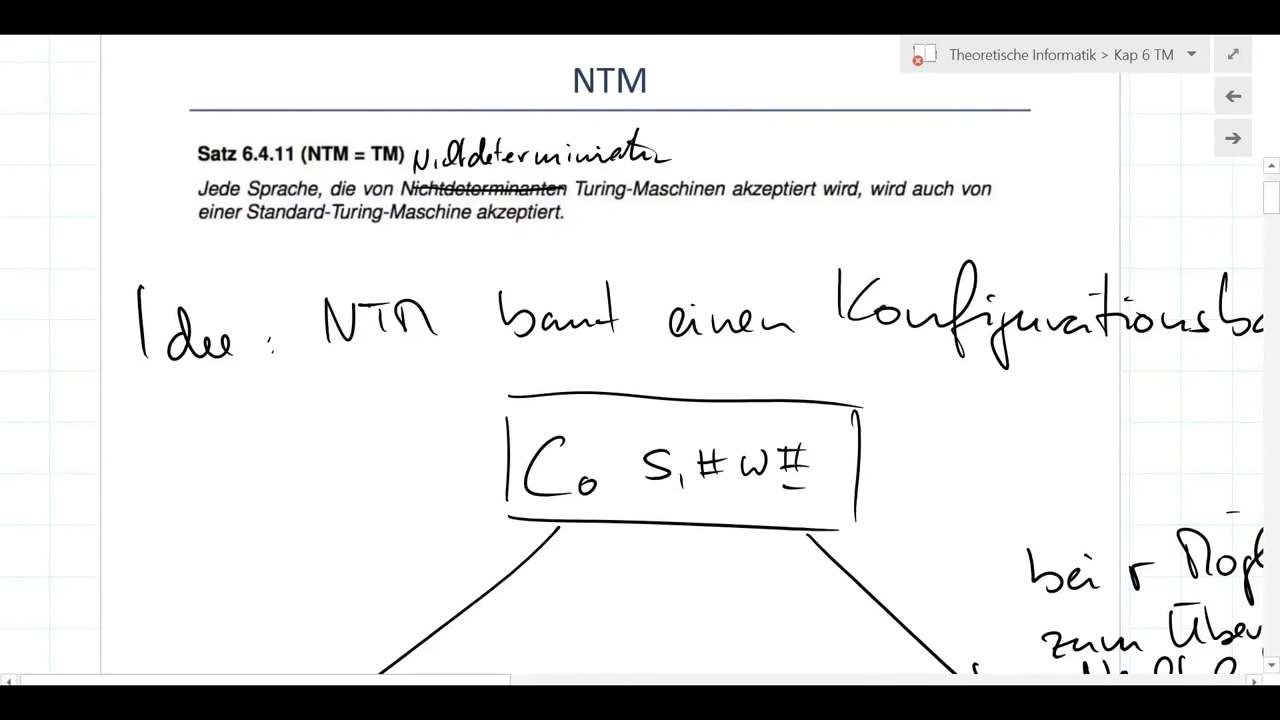 Theoretische Informatik > Kap 6 TM
NTM
Satz 6.4.11 (NTM = TM) Nichtdeterministischen
Jede Sprache, die von Nichtdeterminanten Turing-Maschinen akzeptiert wird, wird auch von
einer Standard-Turing-Maschine akzeptiert.
Idee: NTM baut einen Konfigurationsba
C₀ s, # w #
bei r Mögl
zum Über